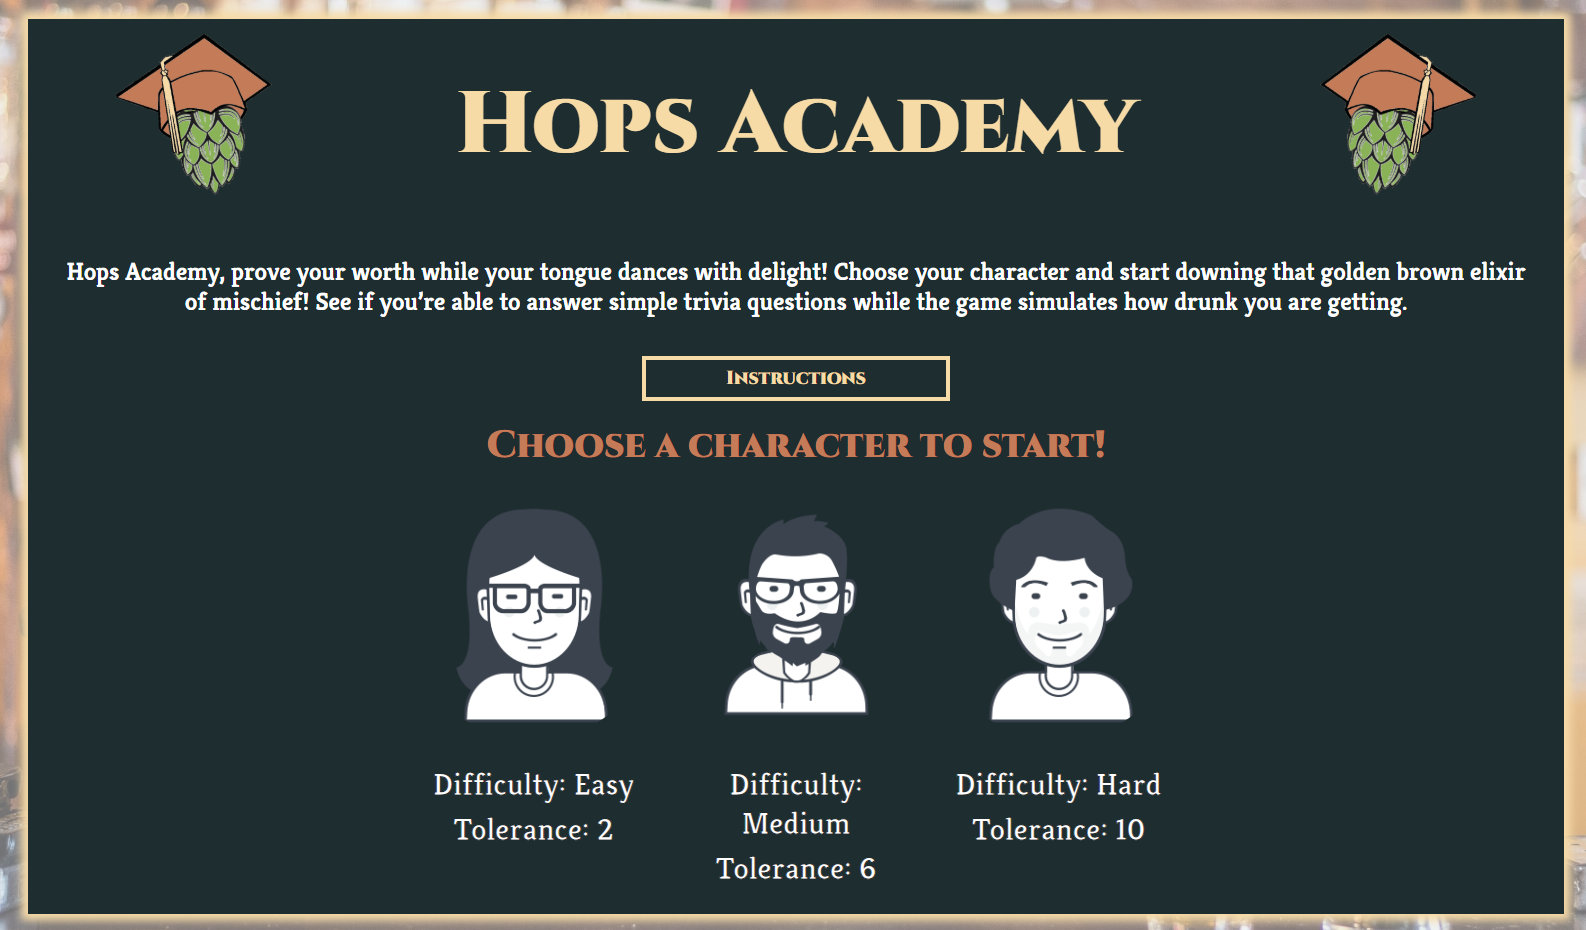 Hops Academy
Hops Academy, prove your worth while your tongue dances with delight! Choose your character and start downing that golden brown elixir
of mischief! See if you’re able to answer simple trivia questions while the game simulates how drunk you are getting.
Instructions
Choose a character to start!
Difficulty: Easy
Tolerance: 2
Difficulty:
Medium
Tolerance: 6
Difficulty: Hard
Tolerance: 10